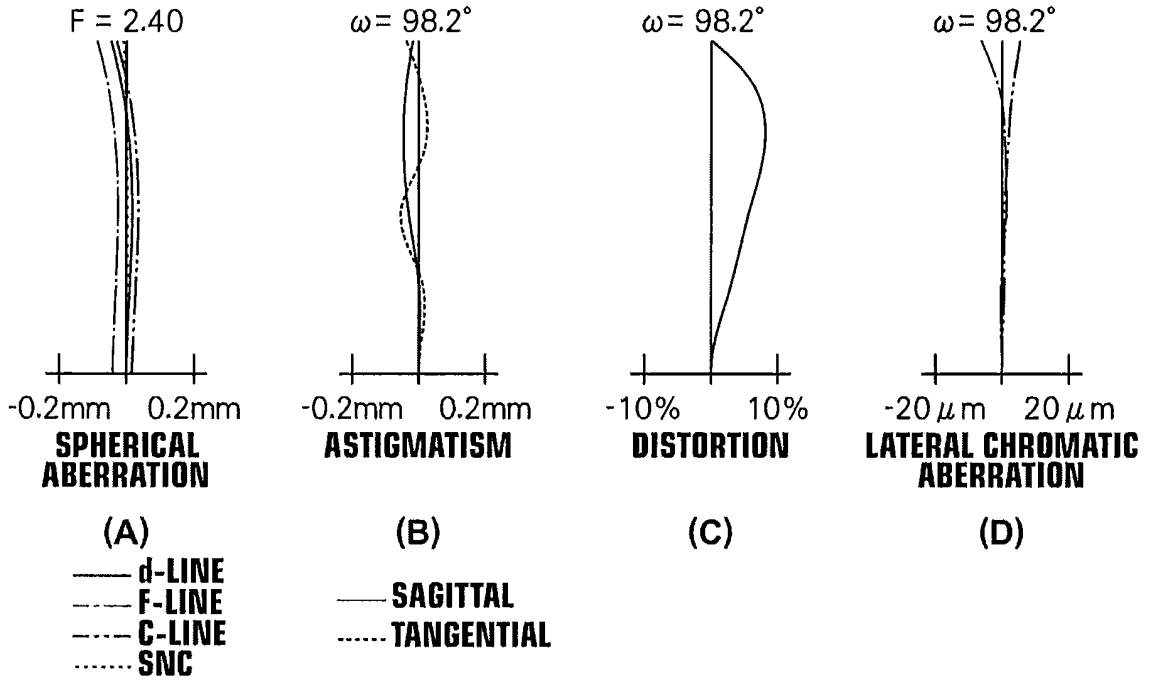 F = 2.40
ω= 98.2°
ω= 98.2°
ω= 98.2°
-0.2mm 0.2mm
-0.2mm 0.2mm
-10% 10%
-20 μm 20 μm
SPHERICAL
ABERRATION
ASTIGMATISM
DISTORTION
LATERAL CHROMATIC
ABERRATION
(A)
(B)
(C)
(D)
d-LINE
F-LINE
C-LINE
SNC
SAGITTAL
TANGENTIAL